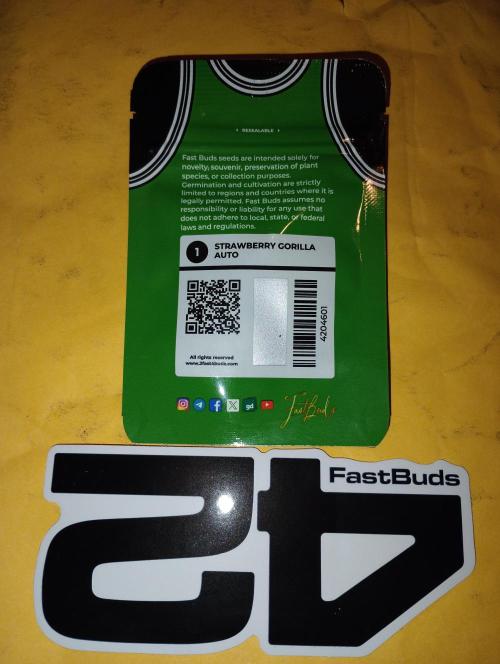 RESEALABLE
Fast Buds seeds are intended solely for
novelty, souvenir, preservation of plant
species, or collection purposes.
Germination and cultivation are strictly
limited to regions and countries where it is
legally permitted. Fast Buds assumes no
responsibility or liability for any use that
does not adhere to local, state, or federal
laws and regulations.
1 STRAWBERRY GORILLA
AUTO
4204601
All rights reserved
www.2fast4buds.com
gd
FastBuds
FastBuds
42